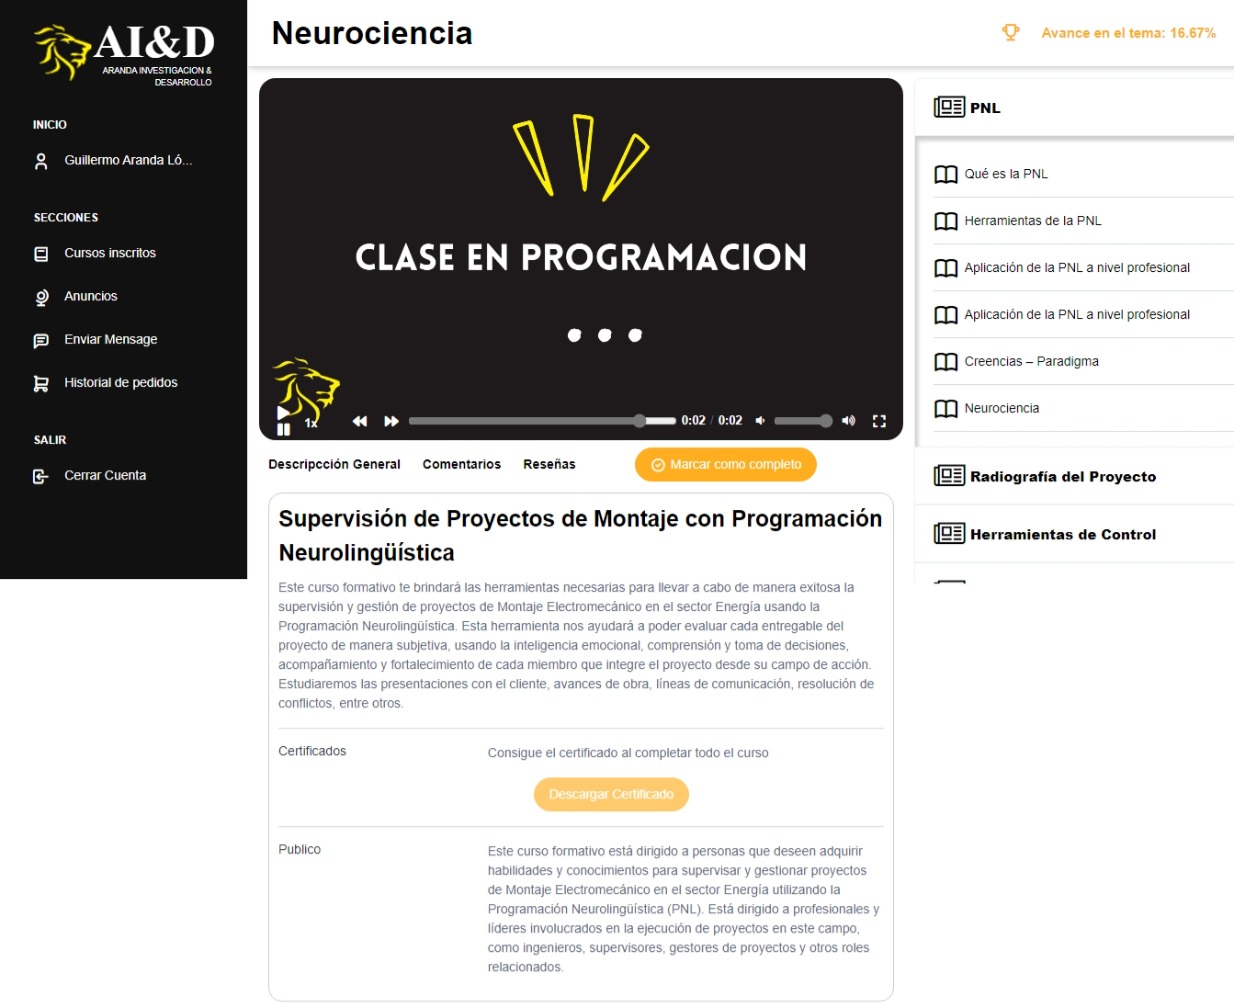 AI&D
ARANDA INVESTIGACION &
DESARROLLO
INICIO
Guillermo Aranda Ló...
SECCIONES
Cursos inscritos
Anuncios
Enviar Mensage
Historial de pedidos
SALIR
Cerrar Cuenta
Neurociencia
Avance en el tema: 16.67%
CLASE EN PROGRAMACION
1x
0:02 / 0:02
Descripcción General
Comentarios
Reseñas
Marcar como completo
Supervisión de Proyectos de Montaje con Programación
Neurolingüística
Este curso formativo te brindará las herramientas necesarias para llevar a cabo de manera exitosa la
supervisión y gestión de proyectos de Montaje Electromecánico en el sector Energía usando la
Programación Neurolingüística. Esta herramienta nos ayudará a poder evaluar cada entregable del
proyecto de manera subjetiva, usando la inteligencia emocional, comprensión y toma de decisiones,
acompañamiento y fortalecimiento de cada miembro que integre el proyecto desde su campo de acción.
Estudiaremos las presentaciones con el cliente, avances de obra, líneas de comunicación, resolución de
conflictos, entre otros.
Certificados
Consigue el certificado al completar todo el curso
Descargar Certificado
Publico
Este curso formativo está dirigido a personas que deseen adquirir
habilidades y conocimientos para supervisar y gestionar proyectos
de Montaje Electromecánico en el sector Energía utilizando la
Programación Neurolingüística (PNL). Está dirigido a profesionales y
líderes involucrados en la ejecución de proyectos en este campo,
como ingenieros, supervisores, gestores de proyectos y otros roles
relacionados.
PNL
Qué es la PNL
Herramientas de la PNL
Aplicación de la PNL a nivel profesional
Aplicación de la PNL a nivel profesional
Creencias – Paradigma
Neurociencia
Radiografía del Proyecto
Herramientas de Control